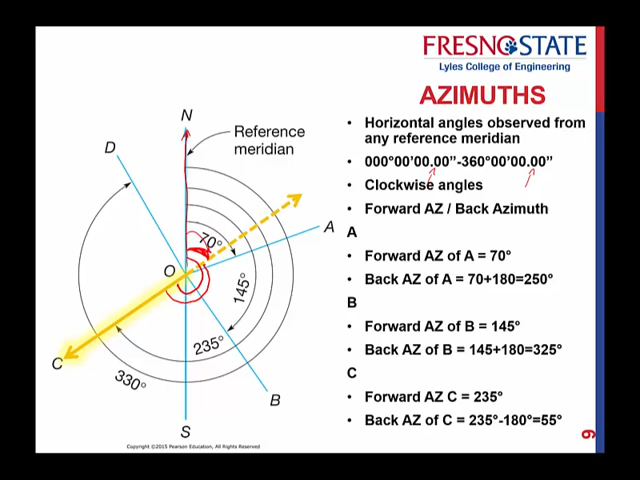 FRESNO STATE
Lyles College of Engineering
AZIMUTHS
• Horizontal angles observed from
any reference meridian
• 000°00'00.00"-360°00'00.00"
• Clockwise angles
• Forward AZ / Back Azimuth
A
• Forward AZ of A = 70°
• Back AZ of A = 70+180=250°
B
• Forward AZ of B = 145°
• Back AZ of B = 145+180=325°
C
• Forward AZ C = 235°
• Back AZ of C = 235°-180°=55°
N
Reference
meridian
D
A
70°
O
145°
235°
C
330°
B
S
Copyright ©2015 Pearson Education, All Rights Reserved
9